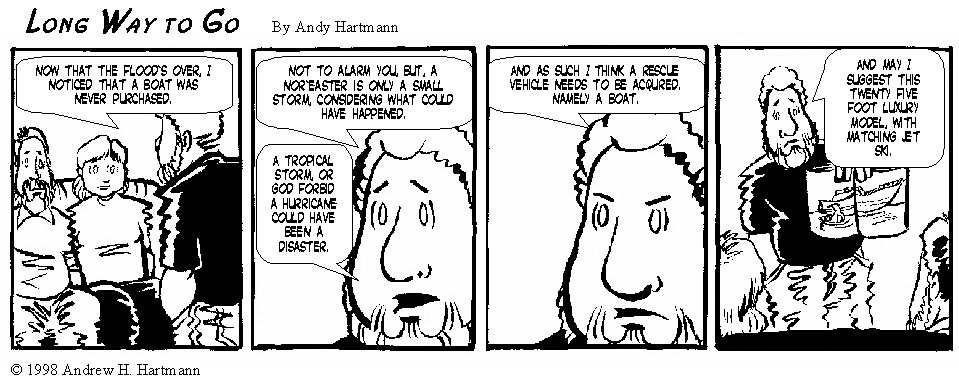 LONG WAY TO GO
By Andy Hartmann
NOW THAT THE FLOOD'S OVER, I
NOTICED THAT A BOAT WAS
NEVER PURCHASED.
NOT TO ALARM YOU, BUT, A
NOR'EASTER IS ONLY A SMALL
STORM, CONSIDERING WHAT COULD
HAVE HAPPENED.
A TROPICAL
STORM, OR
GOD FORBID
A HURRICANE
COULD HAVE
BEEN A
DISASTER.
AND AS SUCH I THINK A RESCUE
VEHICLE NEEDS TO BE ACQURED.
NAMELY A BOAT.
AND MAY I
SUGGEST THIS
TWENTY FIVE
FOOT LUXURY
MODEL, WITH
MATCHING JET
SKI.
© 1998 Andrew H. Hartmann